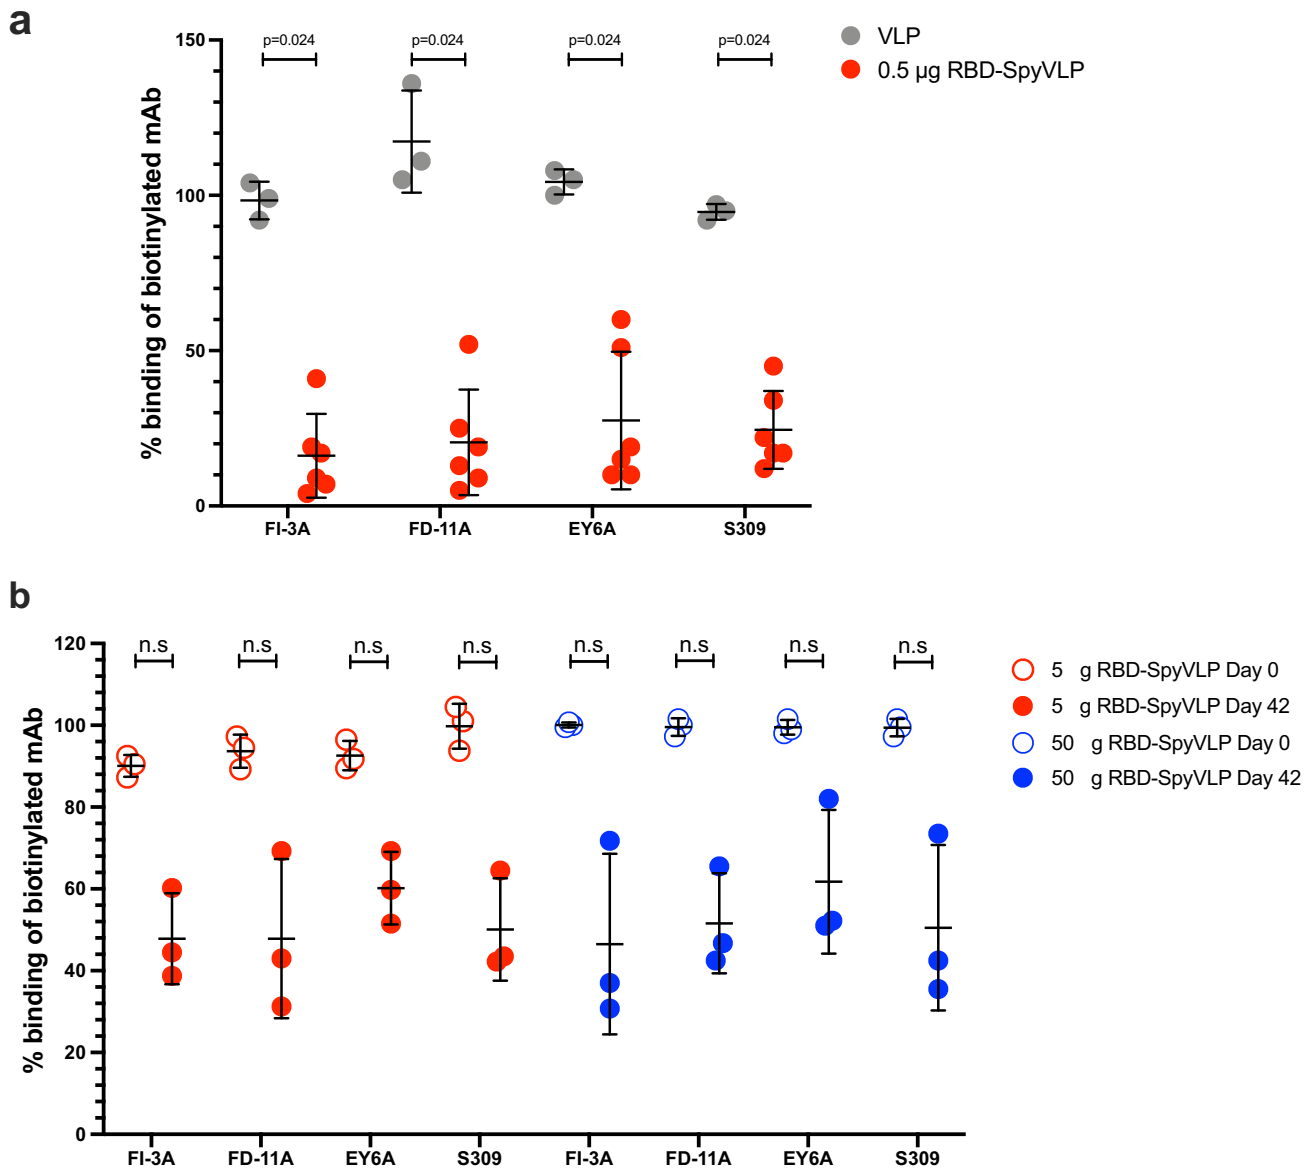 a
150
100
50
0
% binding of biotinylated mAb
p=0.024
p=0.024
p=0.024
p=0.024
VLP
0.5 µg RBD-SpyVLP
FI-3A
FD-11A
EY6A
S309
b
120
100
80
60
40
20
0
% binding of biotinylated mAb
n.s
n.s
n.s
n.s
n.s
n.s
n.s
n.s
5 g RBD-SpyVLP Day 0
5 g RBD-SpyVLP Day 42
50 g RBD-SpyVLP Day 0
50 g RBD-SpyVLP Day 42
FI-3A
FD-11A
EY6A
S309
FI-3A
FD-11A
EY6A
S309